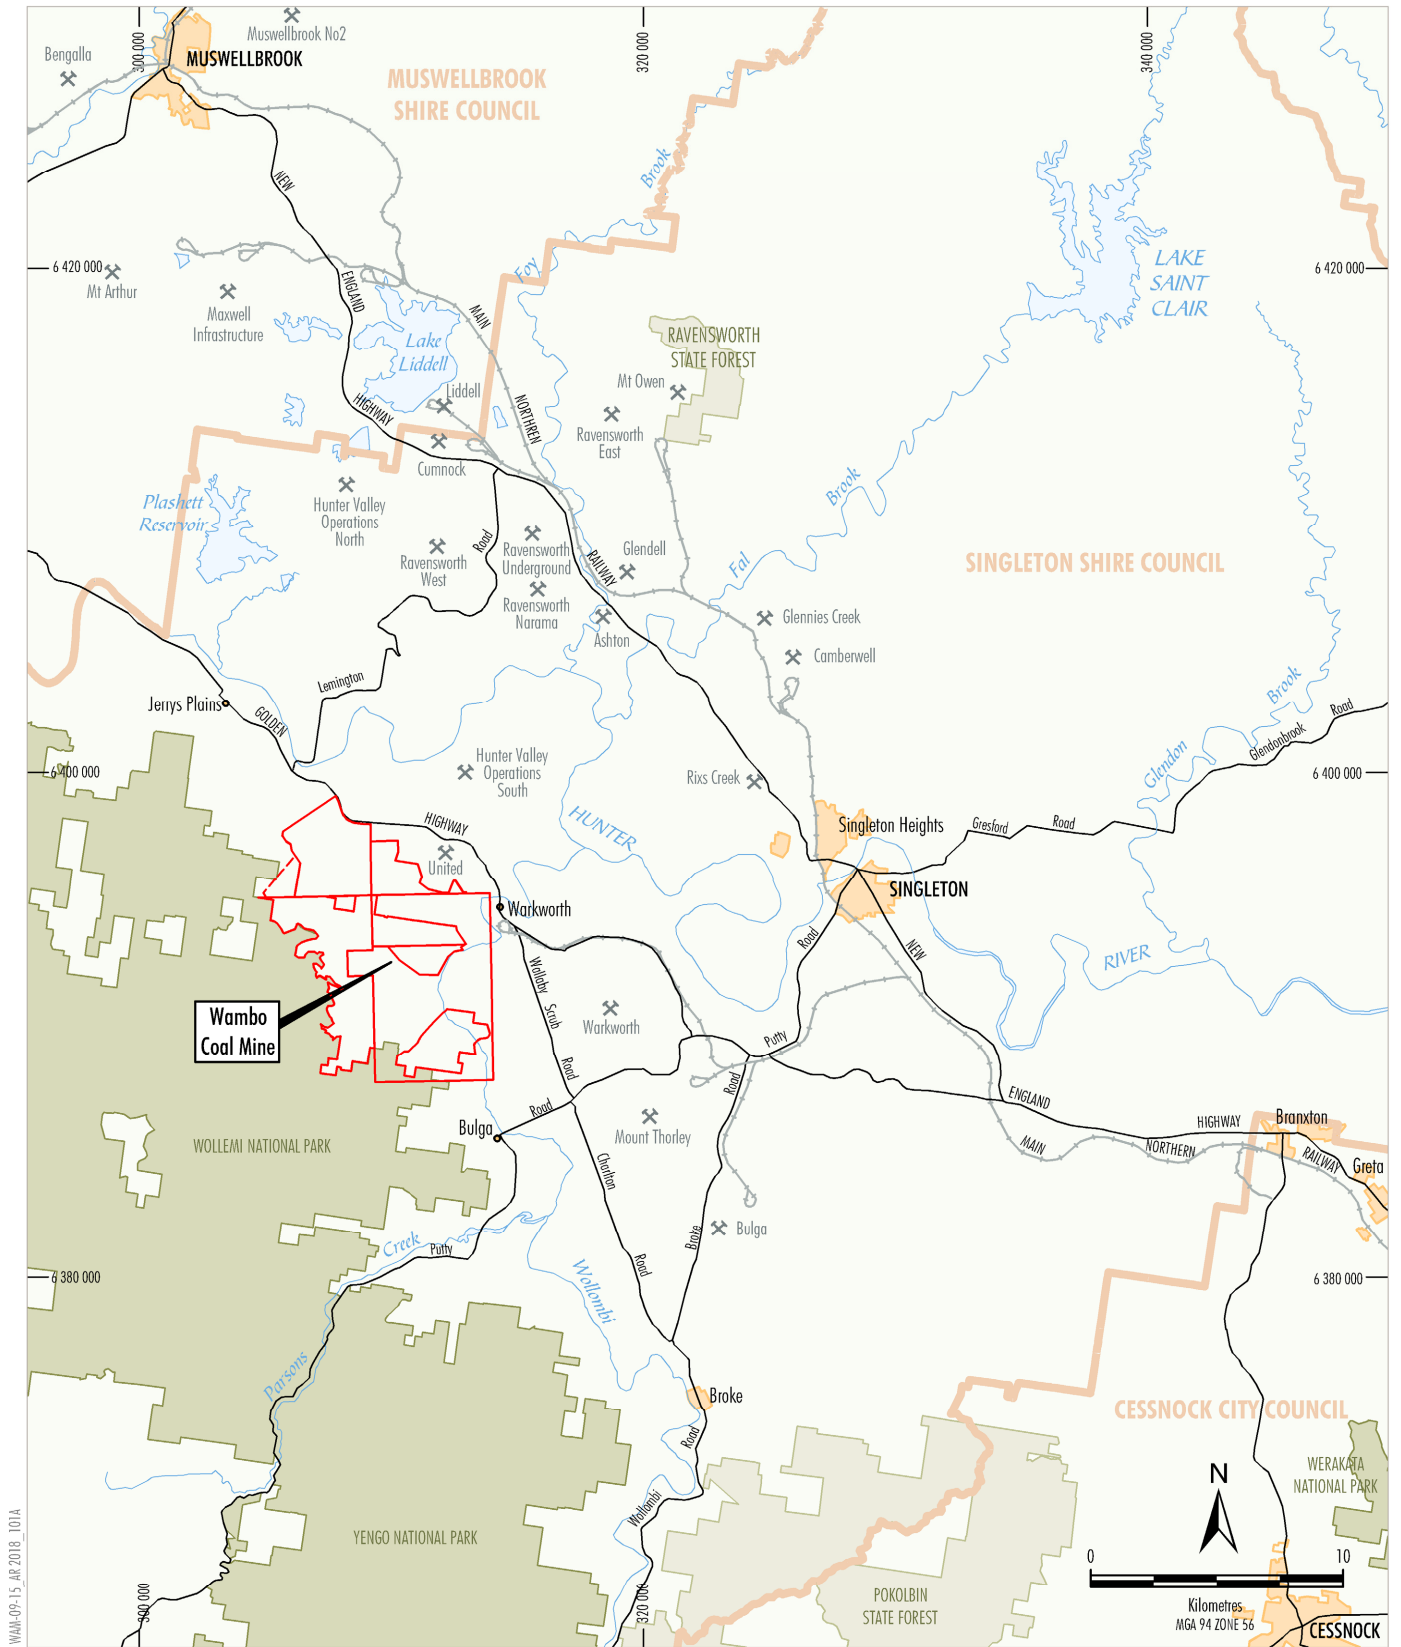 300 000
320 000
340 000
Muswellbrook No2
Bengalla
MUSWELLBROOK
MUSWELLBROOK
SHIRE COUNCIL
Brook
NEW
6 420 000
6 420 000
Mt Arthur
Maxwell
Infrastructure
ENGLAND
MAIN
Foy
LAKE
SAINT
CLAIR
Lake
Liddell
RAVENSWORTH
STATE FOREST
Mt Owen
Liddell
HIGHWAY
NORTHREN
Ravensworth
East
Cumnock
Plashett
Reservoir
Hunter Valley
Operations
North
Brook
Road
Ravensworth
West
Ravensworth
Underground
RAILWAY
Glendell
Fal
SINGLETON SHIRE COUNCIL
Ravensworth
Narama
Ashton
Glennies Creek
Camberwell
Lemington
Jerrys Plains
GOLDEN
Brook
Road
Glendonbrook
Glendon
6 400 000
6 400 000
Hunter Valley
Operations
South
Rixs Creek
HIGHWAY
HUNTER
Singleton Heights
Gresford
Road
United
SINGLETON
Warkworth
Road
NEW
RIVER
Wallaby
Scrub
Road
Wambo
Coal Mine
Warkworth
Putty
Road
ENGLAND
HIGHWAY
Branxton
Bulga
Road
Mount Thorley
MAIN
NORTHERN
RAILWAY
Greta
WOLLEMI NATIONAL PARK
Charlton
Road
Broke
Bulga
Creek
Putty
Wollombi
6 380 000
6 380 000
Parsons
Broke
Road
CESSNOCK CITY COUNCIL
WERAKATA
NATIONAL PARK
N
Wollombi
YENGO NATIONAL PARK
0
10
Kilometres
MGA 94 ZONE 56
POKOLBIN
STATE FOREST
CESSNOCK
300 000
320 000
WAM-09-15_AR 2018_101A